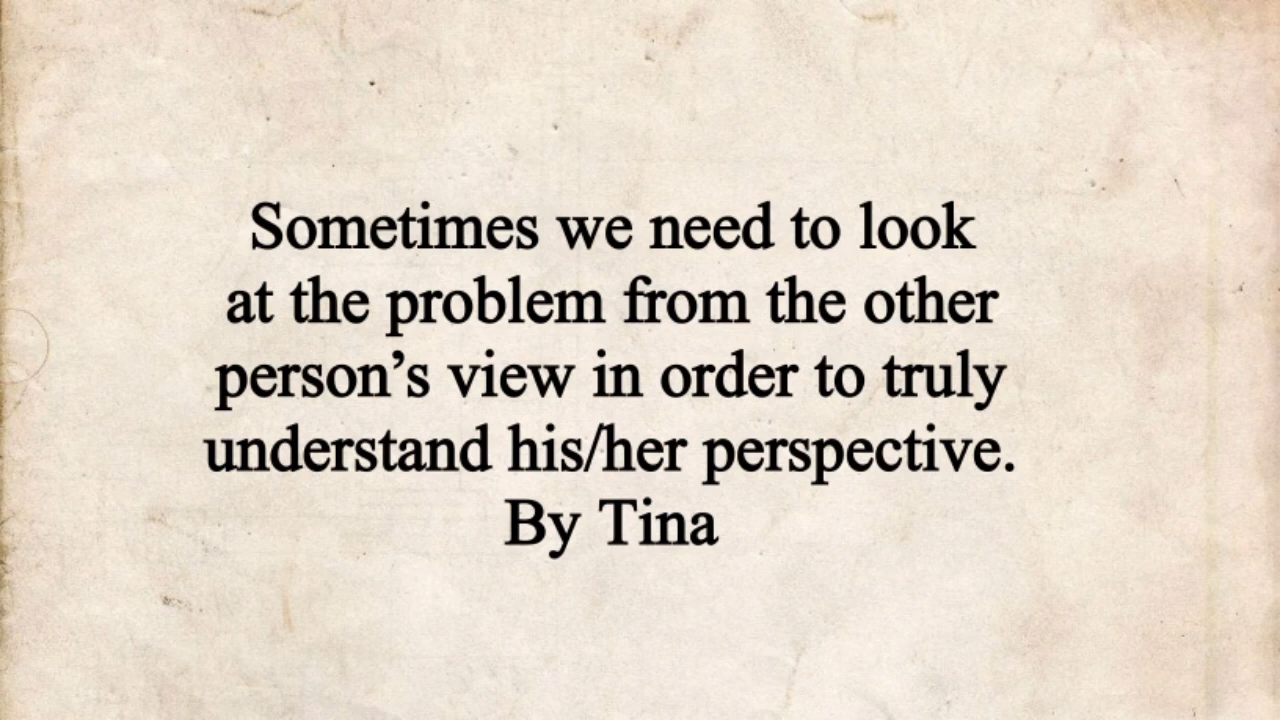 Sometimes we need to look
at the problem from the other
person’s view in order to truly
understand his/her perspective.
By Tina